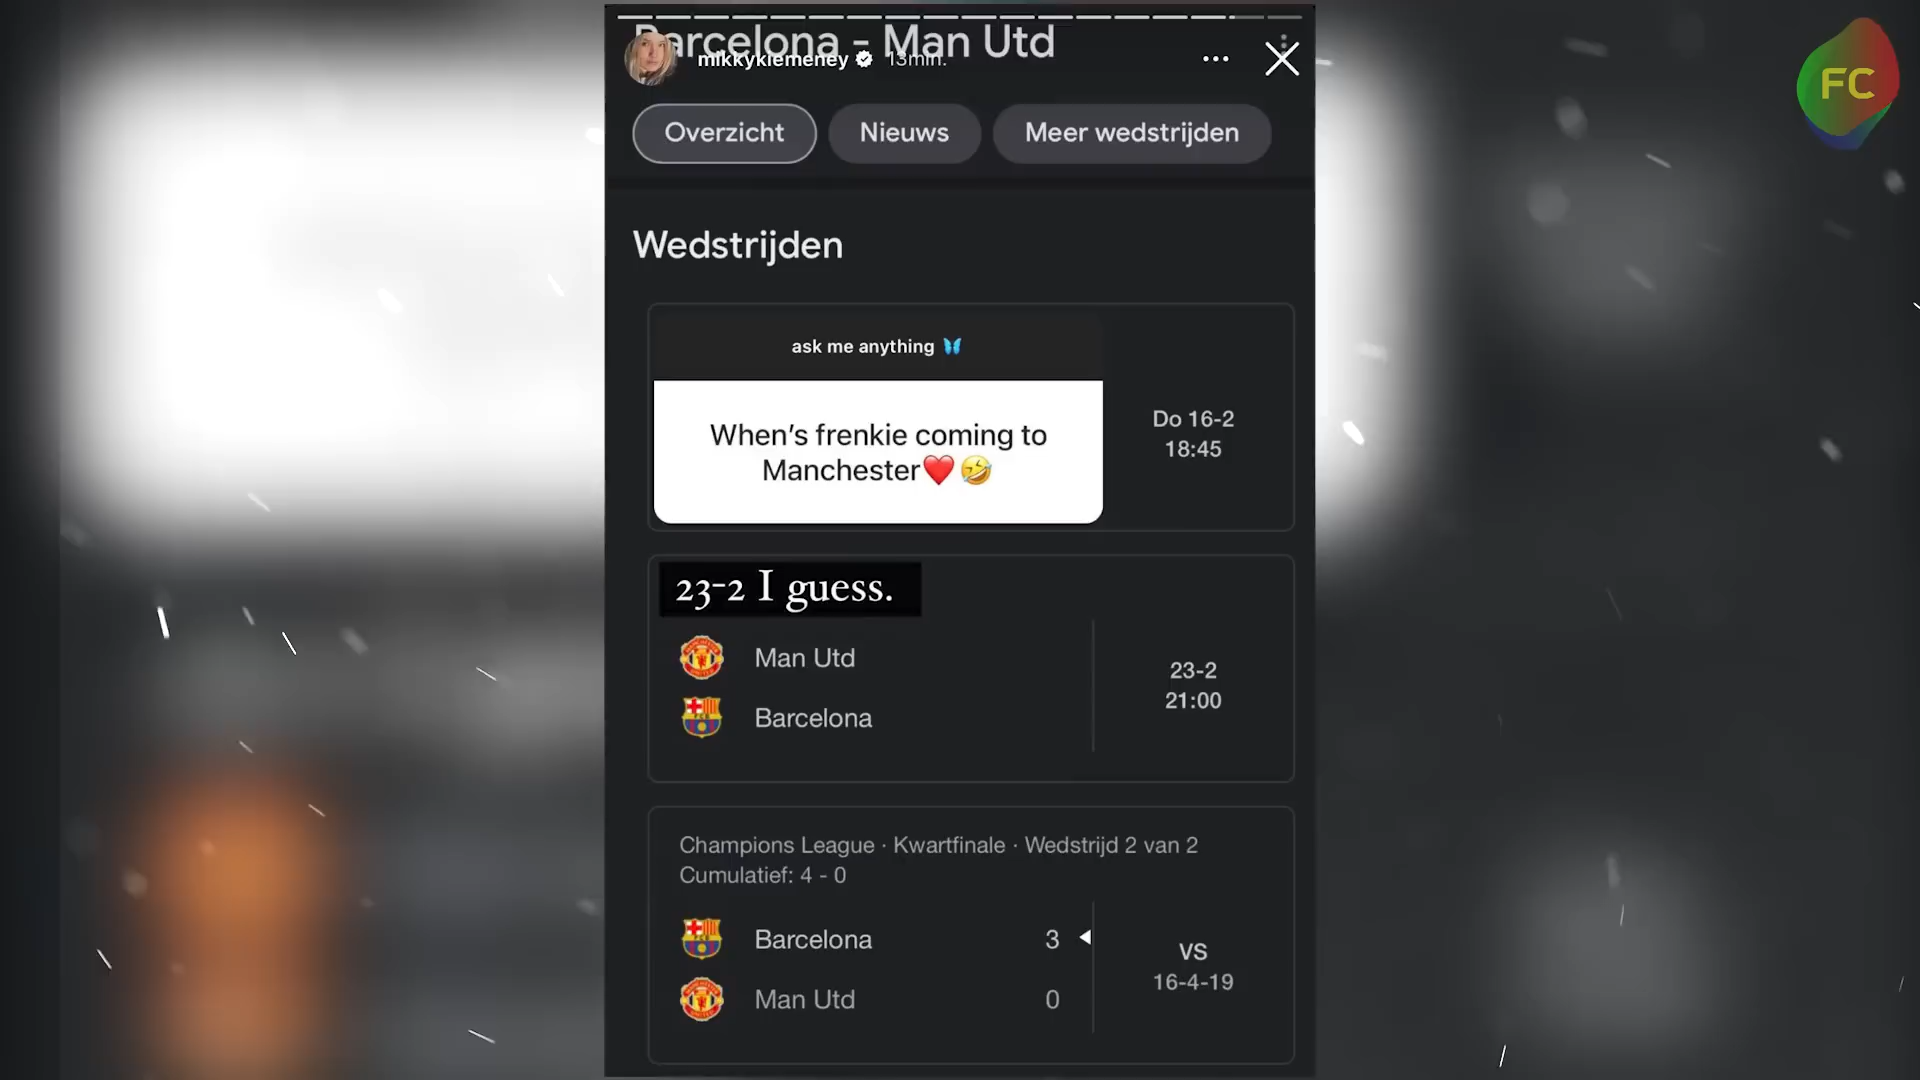 Barcelona - Man Utd
mikkykiemeney 13min.
Overzicht
Nieuws
Meer wedstrijden
FC
Wedstrijden
ask me anything 🦋
When’s frenkie coming to
Manchester❤️🤣
Do 16-2
18:45
23-2 I guess.
Man Utd
Barcelona
23-2
21:00
Champions League · Kwartfinale · Wedstrijd 2 van 2
Cumulatief: 4 - 0
Barcelona 3
Man Utd 0
VS
16-4-19